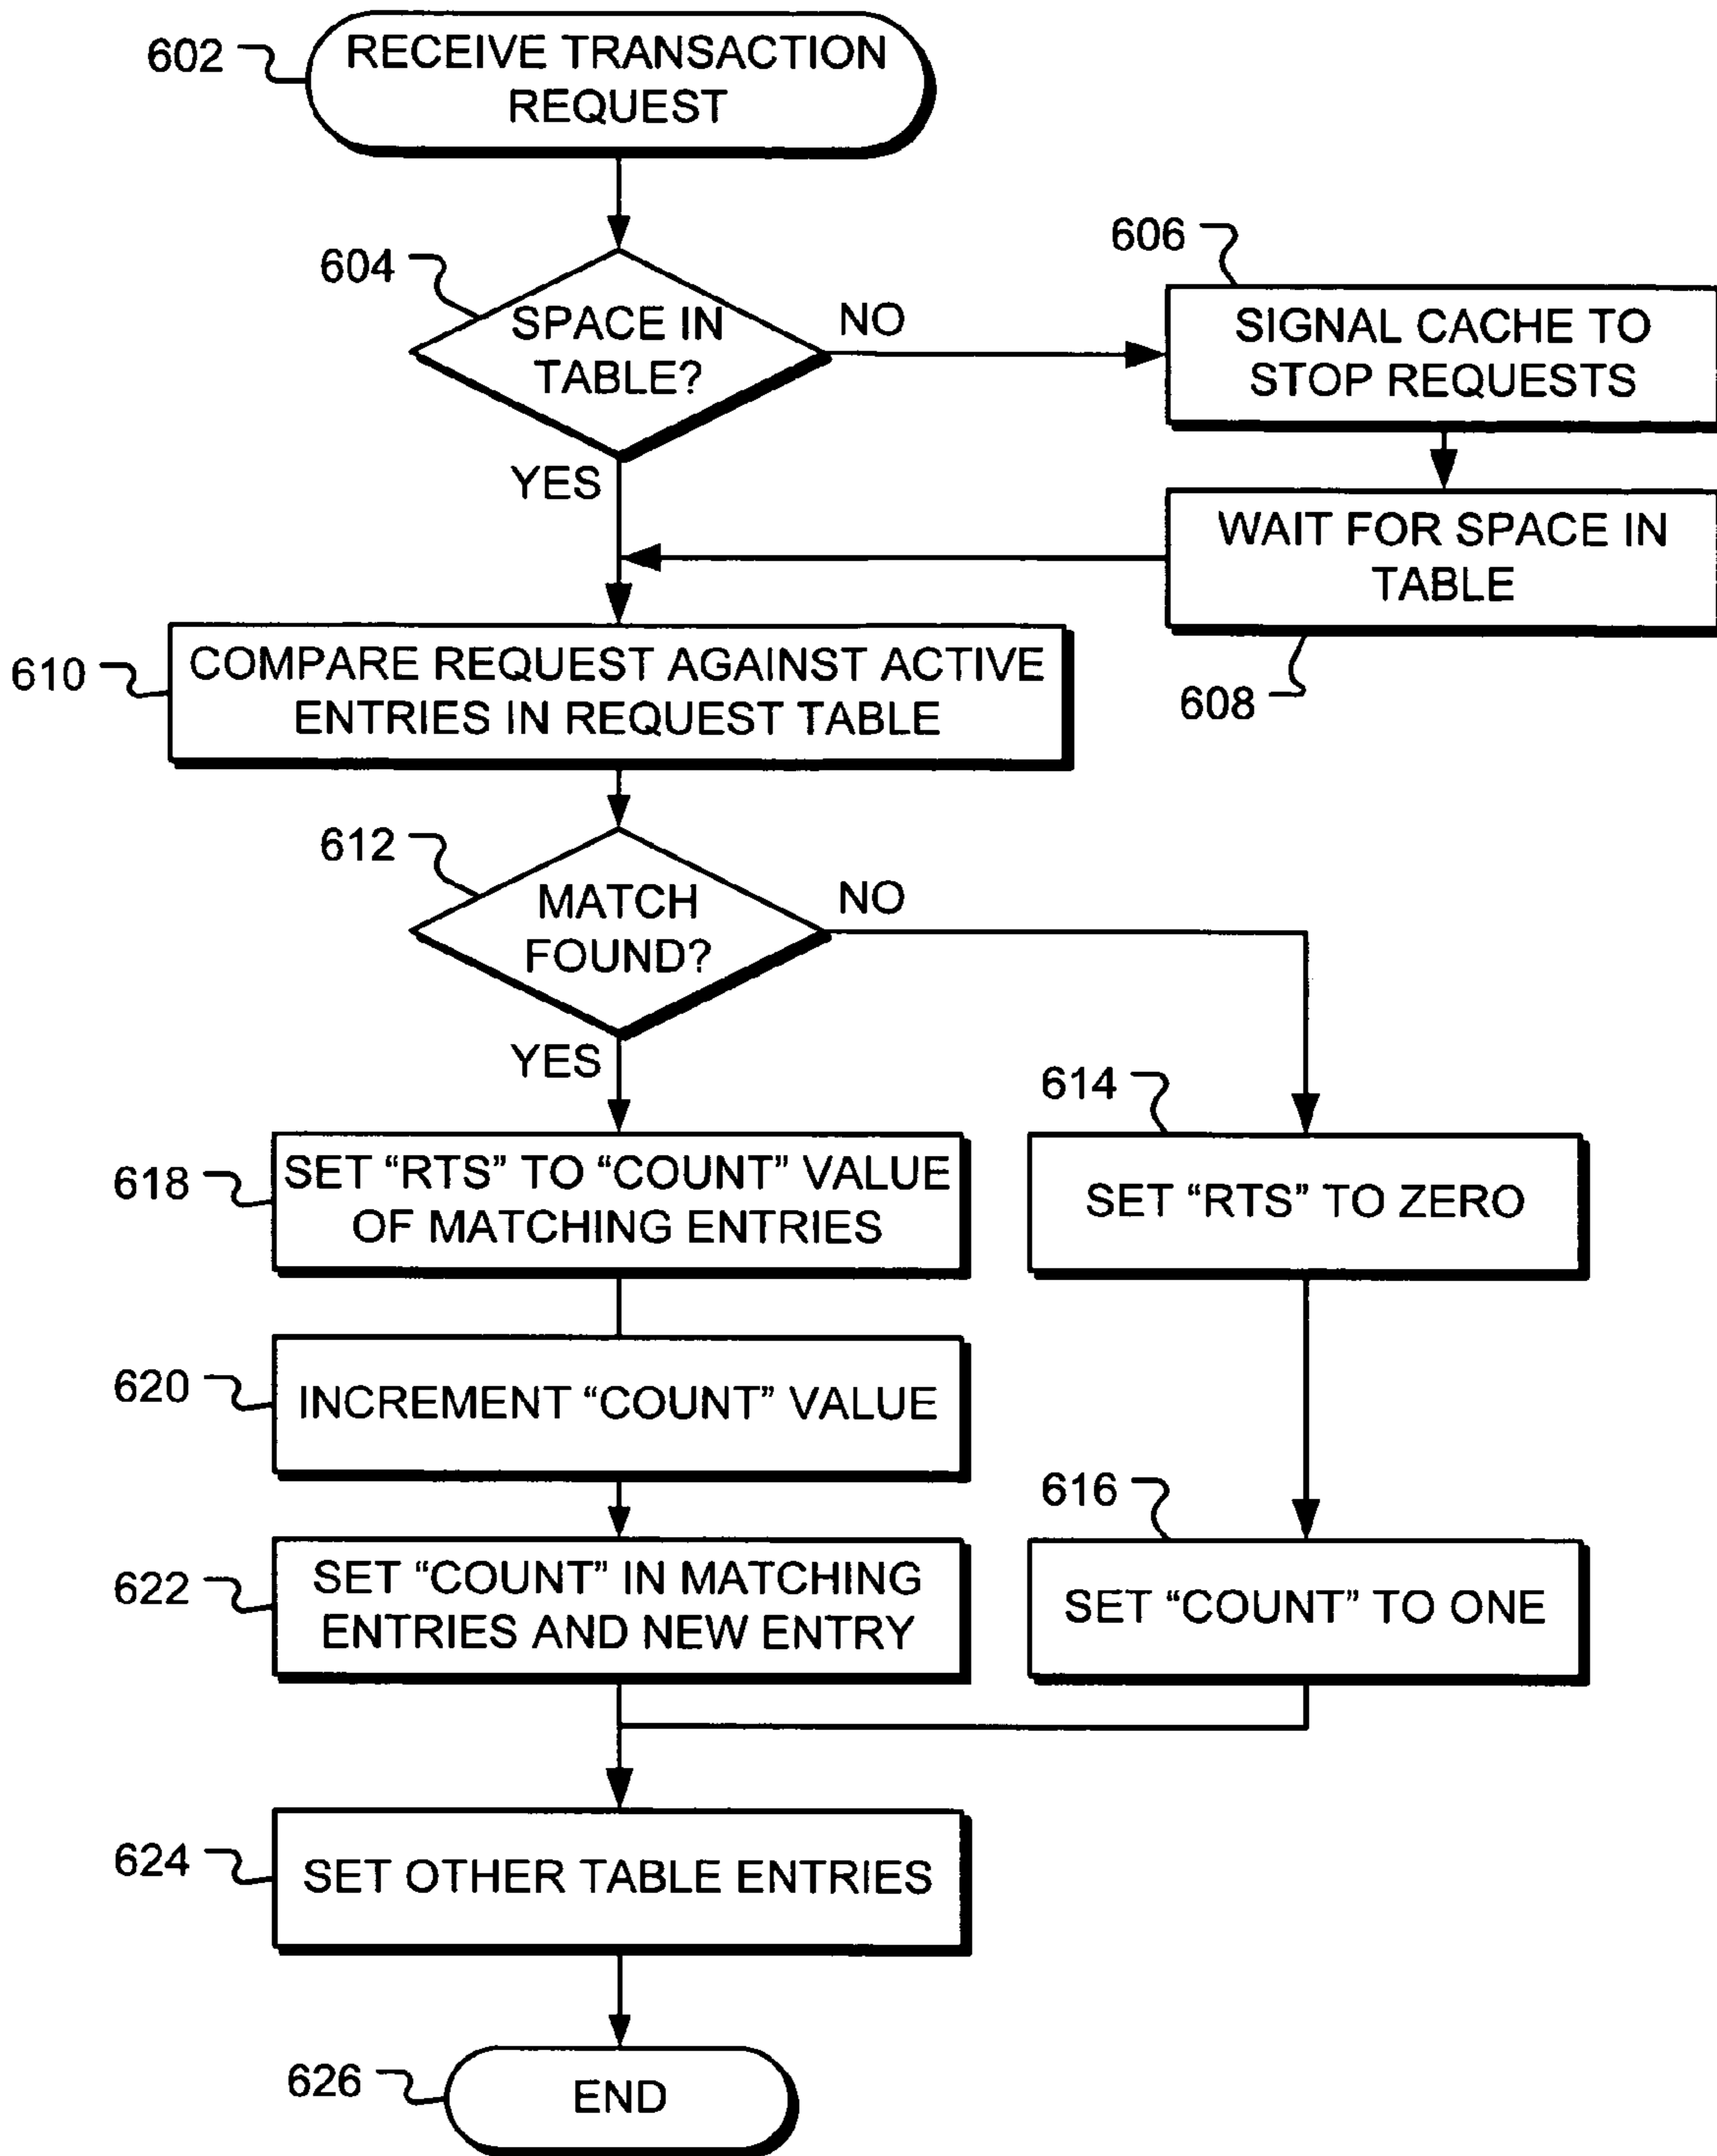 602
RECEIVE TRANSACTION
REQUEST
604
SPACE IN
TABLE?
NO
YES
606
SIGNAL CACHE TO
STOP REQUESTS
WAIT FOR SPACE IN
TABLE
608
610
COMPARE REQUEST AGAINST ACTIVE
ENTRIES IN REQUEST TABLE
612
MATCH
FOUND?
NO
YES
614
SET “RTS” TO ZERO
616
SET “COUNT” TO ONE
618
SET “RTS” TO “COUNT” VALUE
OF MATCHING ENTRIES
620
INCREMENT “COUNT” VALUE
622
SET “COUNT” IN MATCHING
ENTRIES AND NEW ENTRY
624
SET OTHER TABLE ENTRIES
626
END